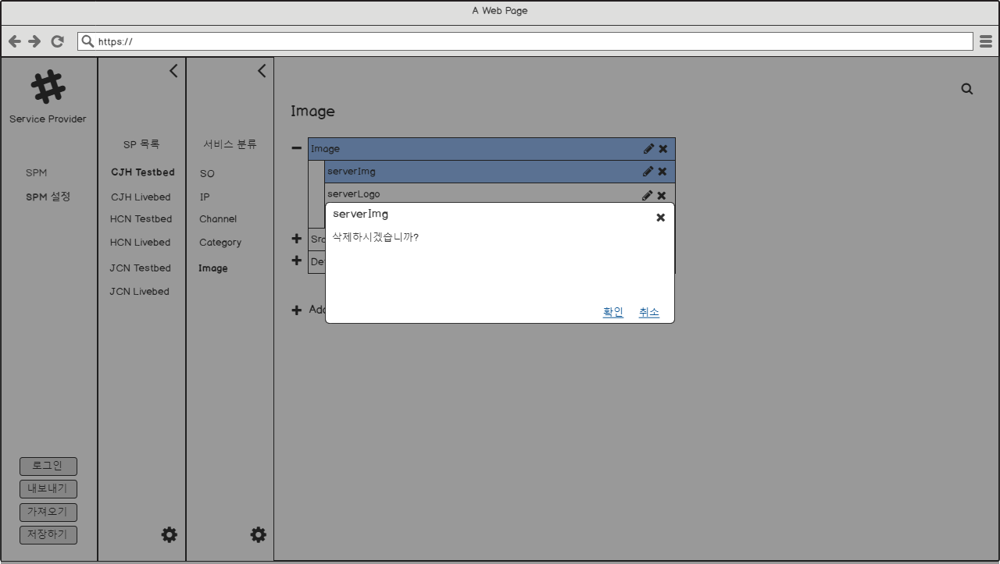 A Web Page
https://
Service Provider
SPM
SPM 설정
로그인
내보내기
가져오기
저장하기
SP 목록
CJH Testbed
CJH Livebed
HCN Testbed
HCN Livebed
JCN Testbed
JCN Livebed
서비스 분류
SO
IP
Channel
Category
Image
Image
Image
serverImg
serverLogo
serverImg
삭제하시겠습니까?
확인 취소